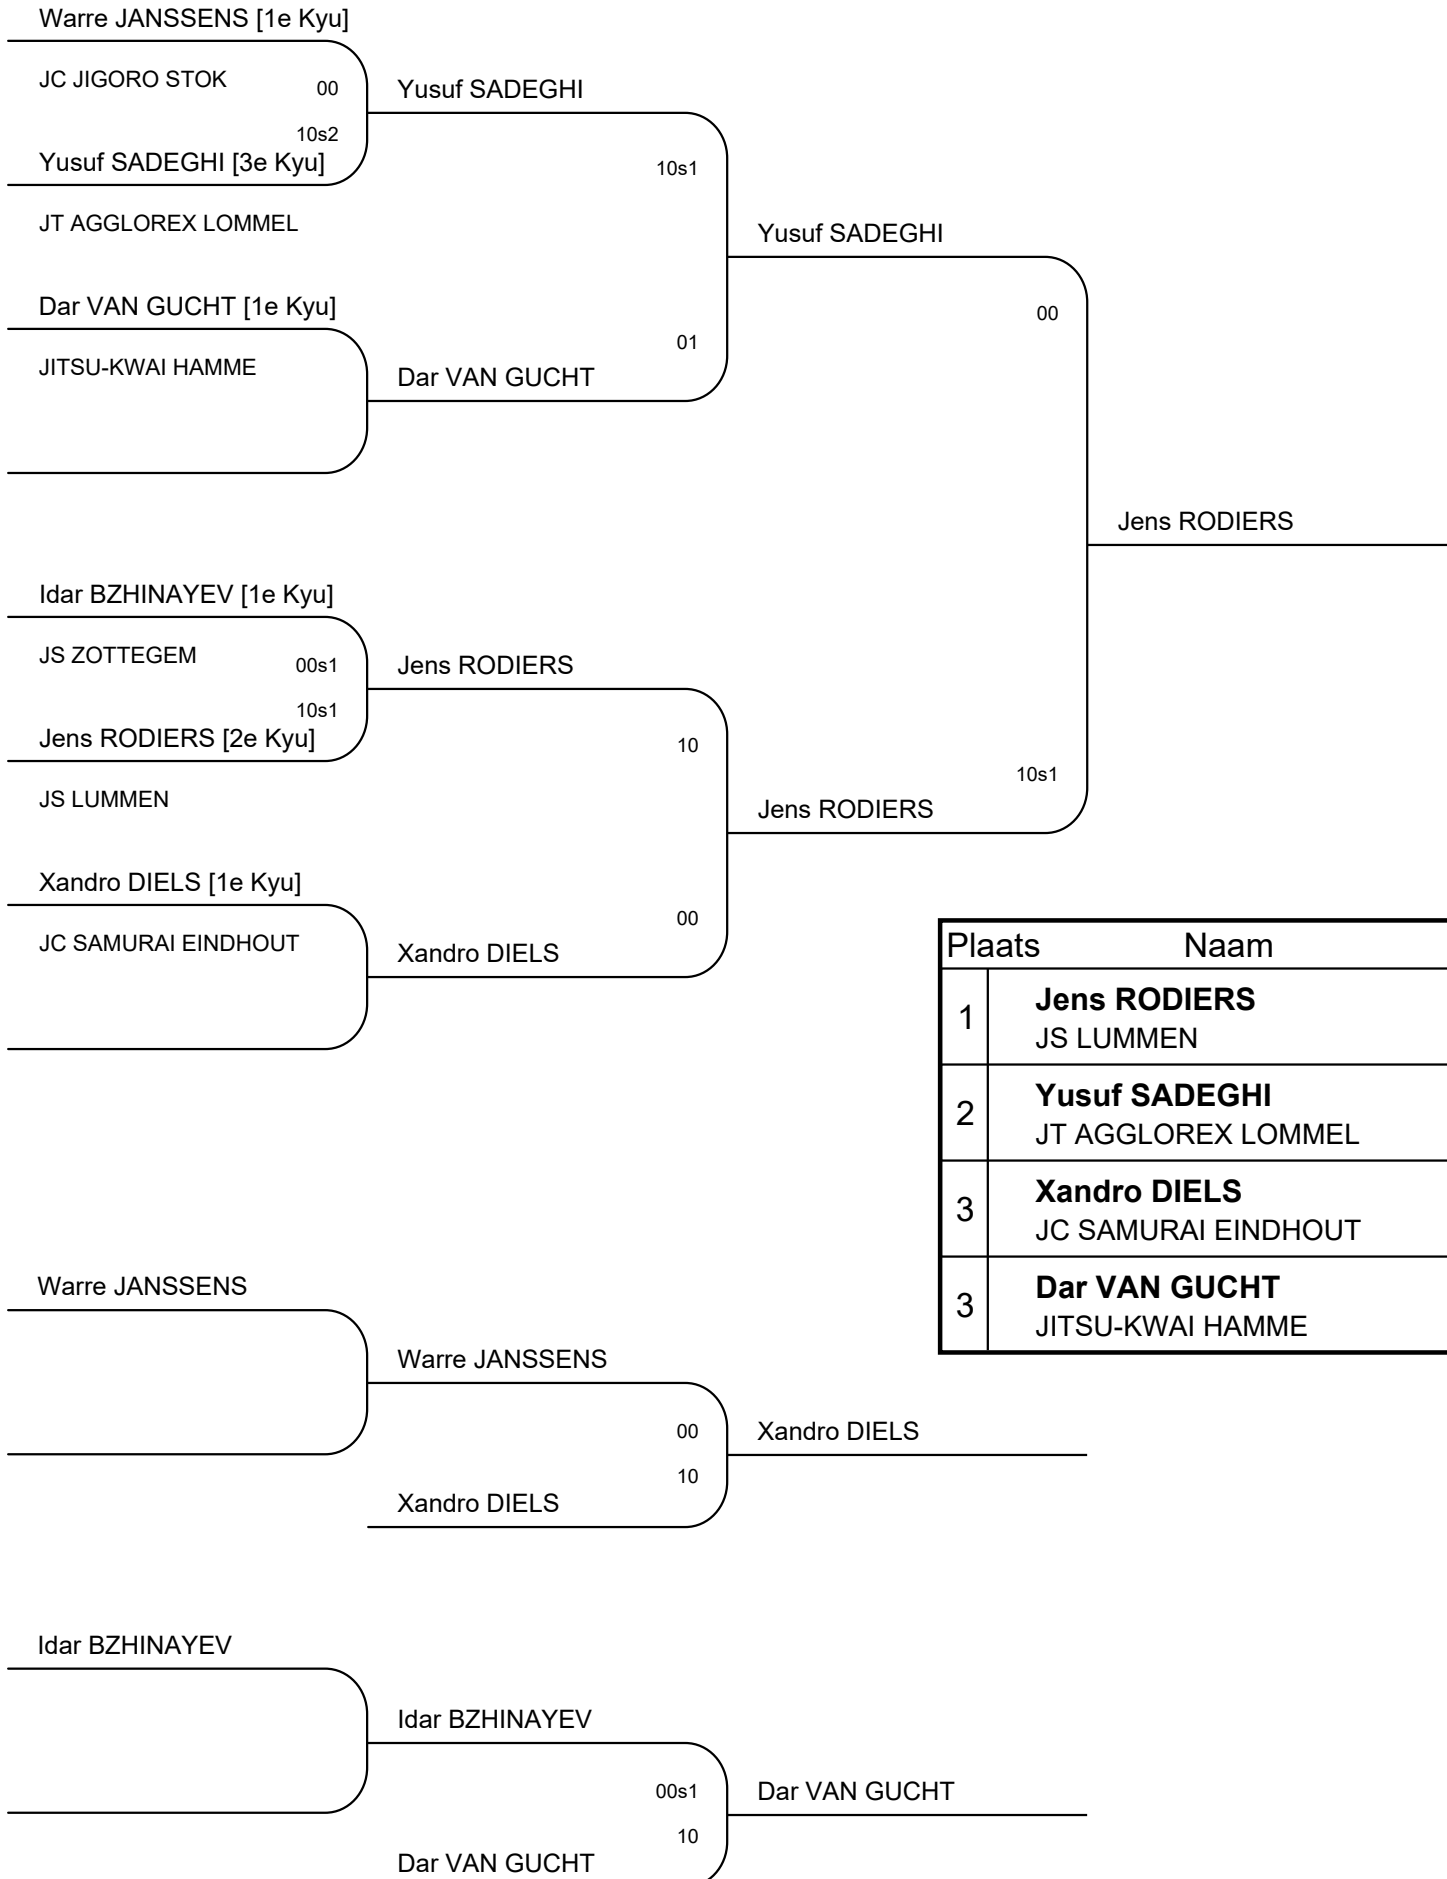 Warre JANSSENS [1e Kyu]
JC JIGORO STOK
00
10s2
Yusuf SADEGHI [3e Kyu]
JT AGGLOREX LOMMEL
Yusuf SADEGHI
10s1
Dar VAN GUCHT [1e Kyu]
JITSU-KWAI HAMME
01
Dar VAN GUCHT
Yusuf SADEGHI
00
Jens RODIERS
Idar BZHINAYEV [1e Kyu]
JS ZOTTEGEM
00s1
10s1
Jens RODIERS [2e Kyu]
JS LUMMEN
Jens RODIERS
10
10s1
Jens RODIERS
Xandro DIELS [1e Kyu]
JC SAMURAI EINDHOUT
00
Xandro DIELS
Plaats Naam
1 Jens RODIERS
JS LUMMEN
2 Yusuf SADEGHI
JT AGGLOREX LOMMEL
3 Xandro DIELS
JC SAMURAI EINDHOUT
3 Dar VAN GUCHT
JITSU-KWAI HAMME
Warre JANSSENS
Warre JANSSENS
00
10
Xandro DIELS
Xandro DIELS
Idar BZHINAYEV
Idar BZHINAYEV
00s1
10
Dar VAN GUCHT
Dar VAN GUCHT